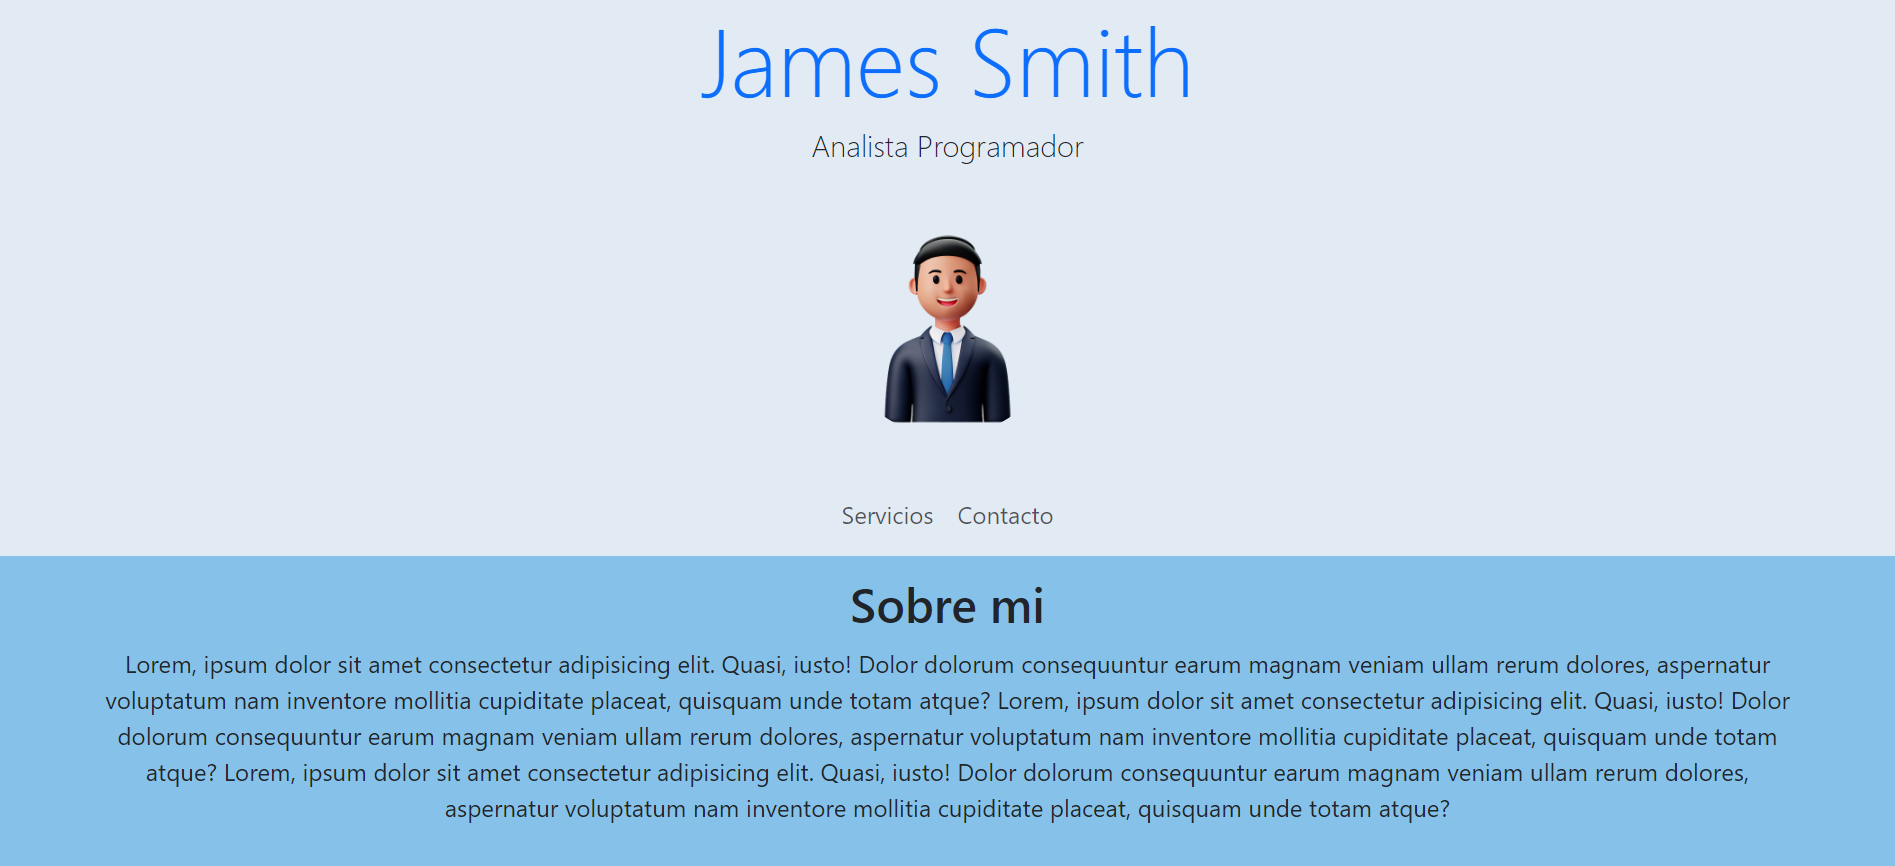 James Smith
Analista Programador
Servicios Contacto
Sobre mi
Lorem, ipsum dolor sit amet consectetur adipisicing elit. Quasi, iusto! Dolor dolorum consequuntur earum magnam veniam ullam rerum dolores, aspernatur
voluptatum nam inventore mollitia cupiditate placeat, quisquam unde totam atque? Lorem, ipsum dolor sit amet consectetur adipisicing elit. Quasi, iusto! Dolor
dolorum consequuntur earum magnam veniam ullam rerum dolores, aspernatur voluptatum nam inventore mollitia cupiditate placeat, quisquam unde totam
atque? Lorem, ipsum dolor sit amet consectetur adipisicing elit. Quasi, iusto! Dolor dolorum consequuntur earum magnam veniam ullam rerum dolores,
aspernatur voluptatum nam inventore mollitia cupiditate placeat, quisquam unde totam atque?